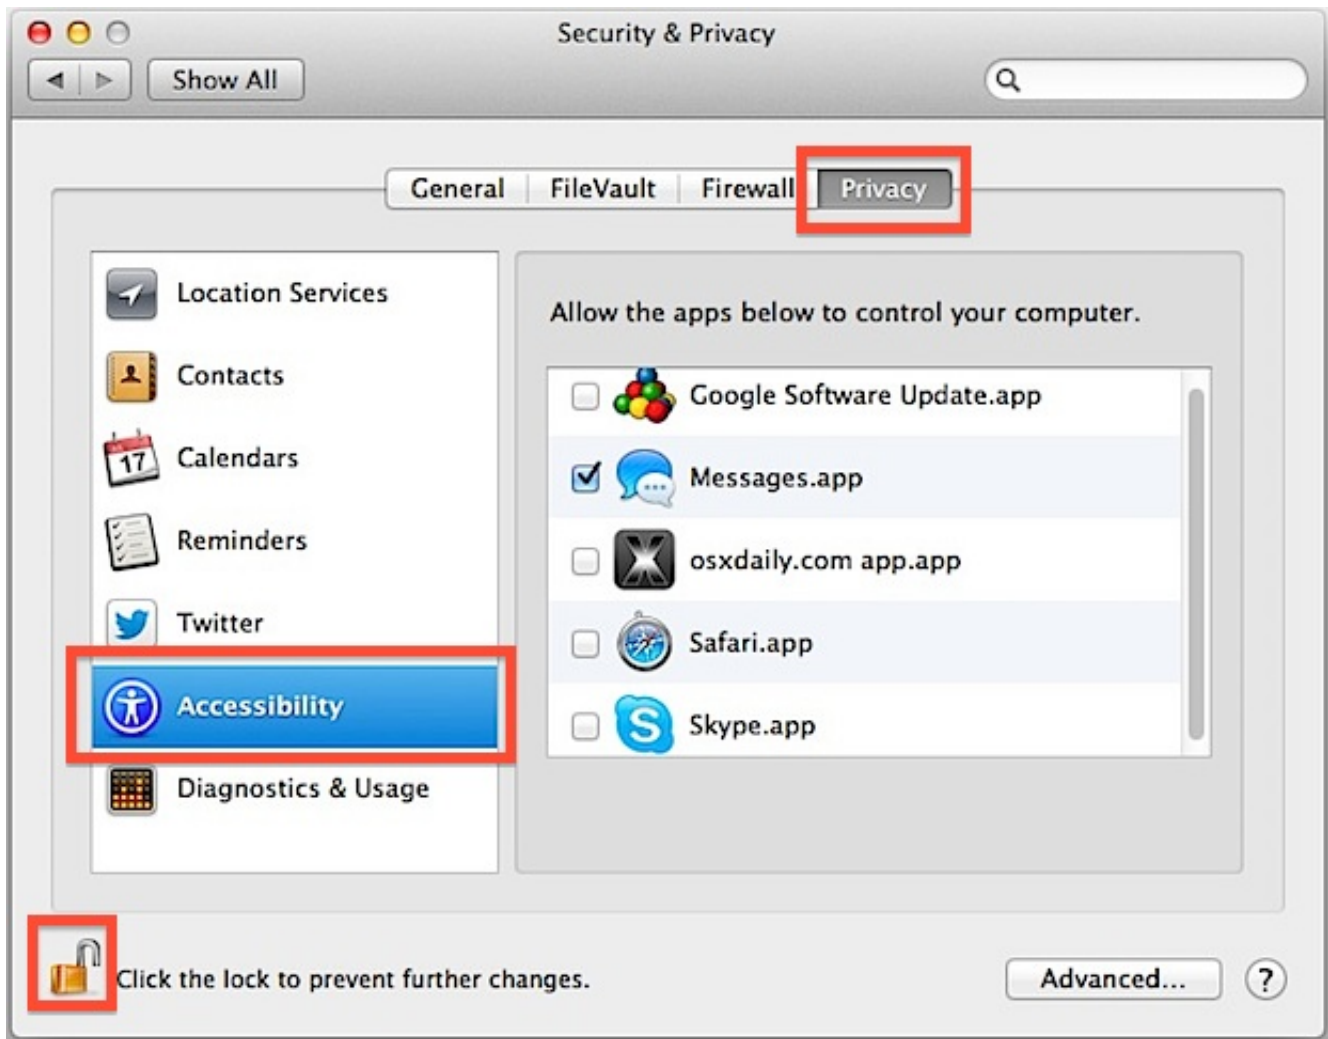 Security & Privacy
Show All
General FileVault Firewall Privacy
Location Services
Contacts
17
Calendars
Reminders
Twitter
Accessibility
Diagnostics & Usage
Allow the apps below to control your computer.
Google Software Update.app
Messages.app
X osxdaily.com app.app
Safari.app
S Skype.app
Click the lock to prevent further changes.
Advanced... ?